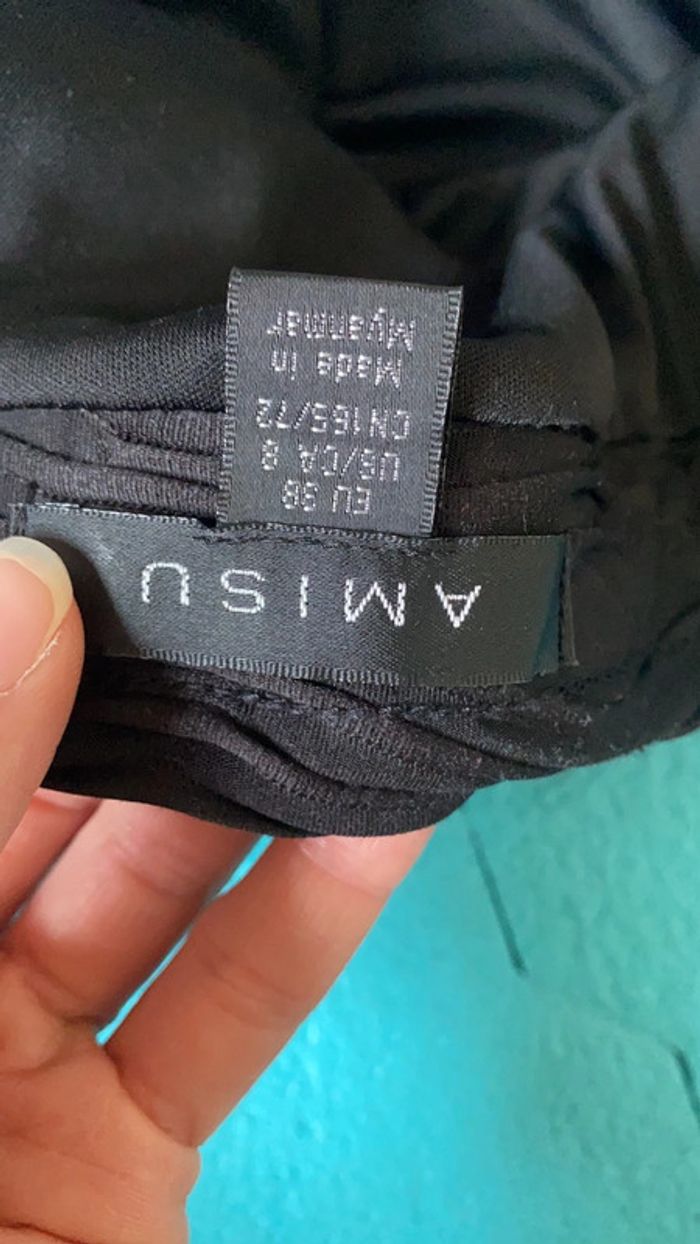 AMISU
EU 38
US/CA 8
CN 165/72
Made in
Myanmar